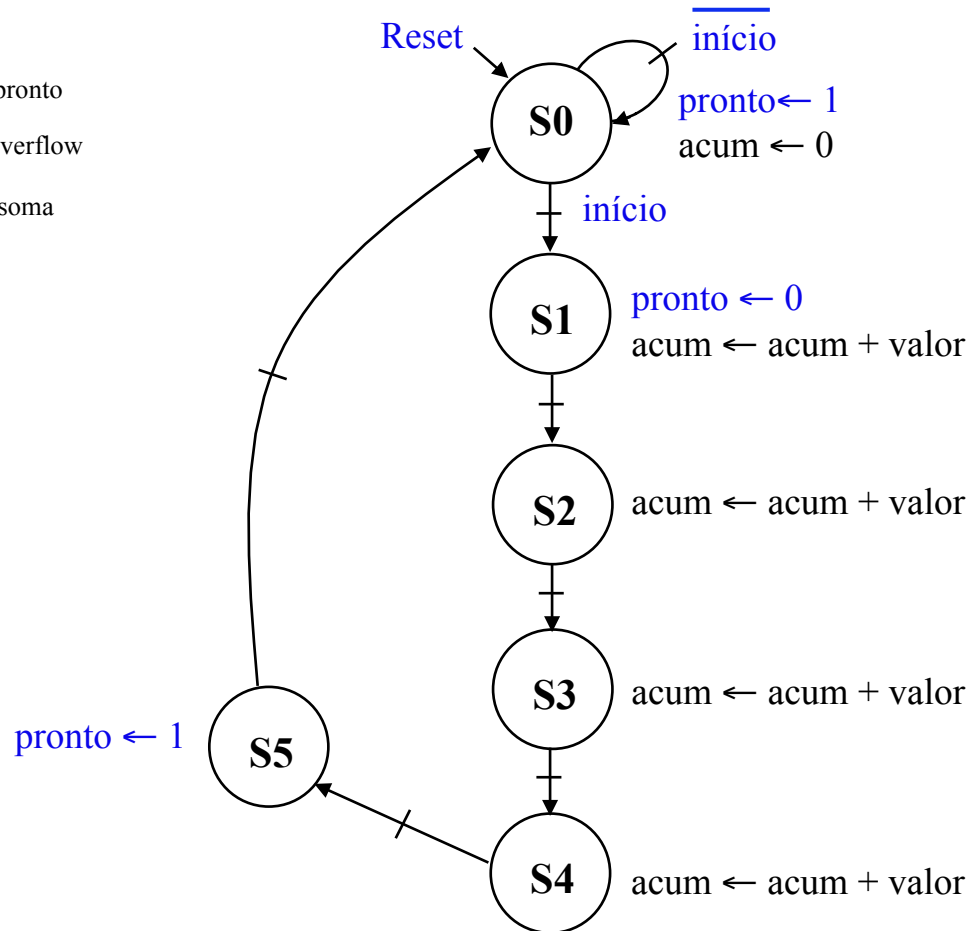 Reset
início
pronto
pronto ← 1
verflow
S0
acum ← 0
soma
início
pronto ← 0
S1
acum ← acum + valor
S2
acum ← acum + valor
S3
acum ← acum + valor
pronto ← 1
S5
S4
acum ← acum + valor